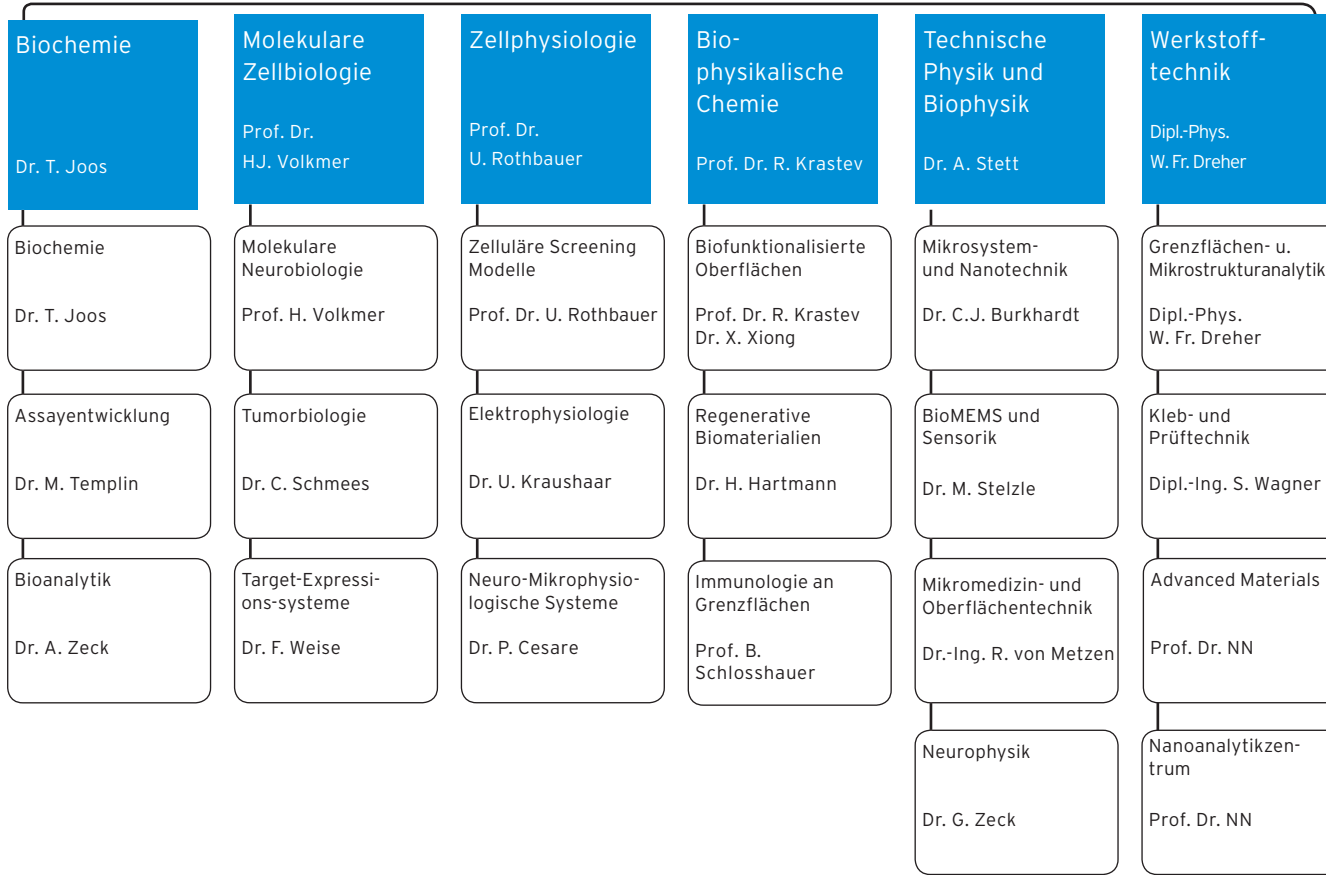 Biochemie
Dr. T. Joos
Molekulare
Zellbiologie
Prof. Dr.
HJ. Volkmer
Zellphysiologie
Prof. Dr.
U. Rothbauer
Bio-
physikalische
Chemie
Prof. Dr. R. Krastev
Technische
Physik und
Biophysik
Dr. A. Stett
Werkstoff-
technik
Dipl.-Phys.
W. Fr. Dreher
Biochemie
Dr. T. Joos
Molekulare
Neurobiologie
Prof. H. Volkmer
Zelluläre Screening
Modelle
Prof. Dr. U. Rothbauer
Biofunktionalisierte
Oberflächen
Prof. Dr. R. Krastev
Dr. X. Xiong
Mikrosystem-
und Nanotechnik
Dr. C.J. Burkhardt
Grenzflächen- u.
Mikrostrukturanalytik
Dipl.-Phys.
W. Fr. Dreher
Assayentwicklung
Dr. M. Templin
Tumorbiologie
Dr. C. Schmees
Elektrophysiologie
Dr. U. Kraushaar
Regenerative
Biomaterialien
Dr. H. Hartmann
BioMEMS und
Sensorik
Dr. M. Stelzle
Kleb- und
Prüftechnik
Dipl.-Ing. S. Wagner
Bioanalytik
Dr. A. Zeck
Target-Expressi-
ons-systeme
Dr. F. Weise
Neuro-Mikrophysio-
logische Systeme
Dr. P. Cesare
Immunologie an
Grenzflächen
Prof. B.
Schlosshauer
Mikromedizin- und
Oberflächentechnik
Dr.-Ing. R. von Metzen
Advanced Materials
Prof. Dr. NN
Neurophysik
Dr. G. Zeck
Nanoanalytikzen-
trum
Prof. Dr. NN